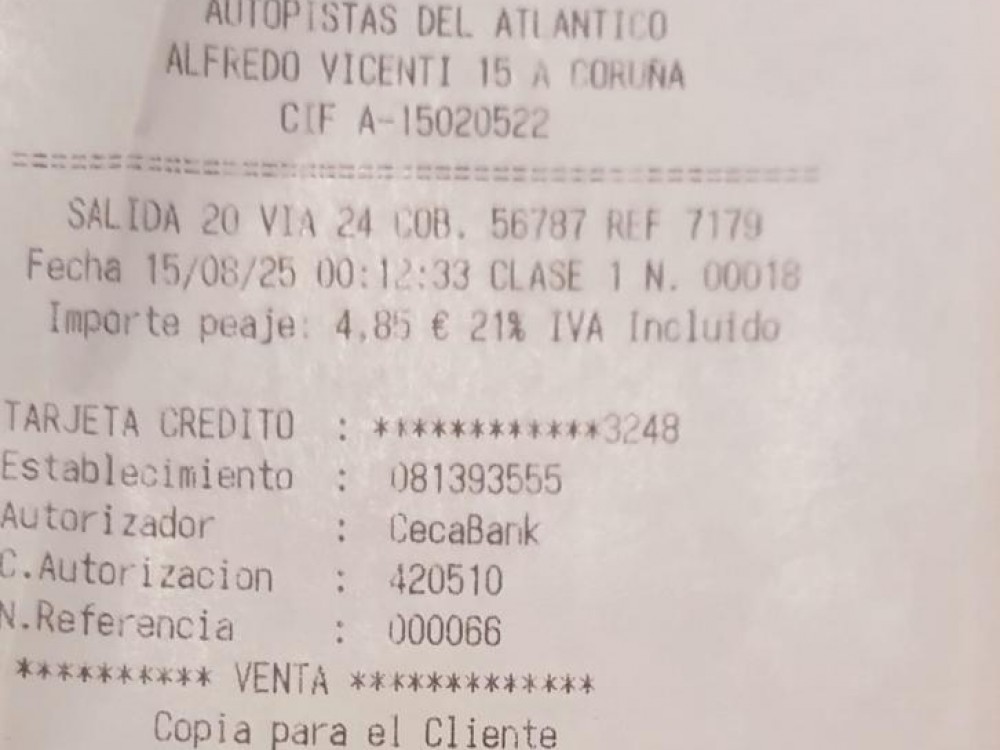 AUTOPISTAS DEL ATLANTICO
ALFREDO VICENTI 15 A CORUÑA
CIF A-15020522
==========================================
SALIDA 20 VIA 24 COB. 56787 REF 7179
Fecha 15/08/25 00:12:33 CLASE 1 N. 00018
Importe peaje: 4,85 € 21% IVA Incluido
TARJETA CREDITO : ************3248
Establecimiento : 081393555
Autorizador : CecaBank
C.Autorizacion : 420510
N.Referencia : 000066
********** VENTA *************
Copia para el Cliente